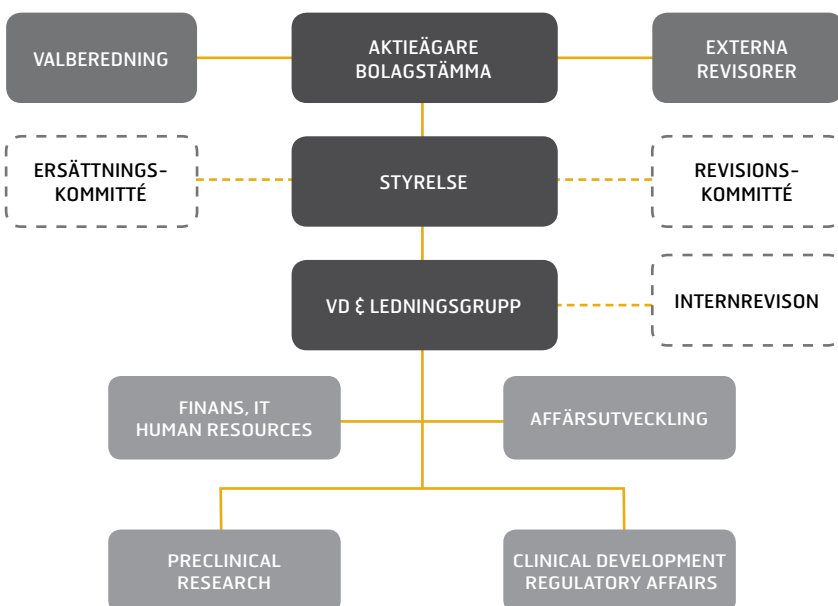 VALBEREDNING
AKTIEÄGARE
BOLAGSTÄMMA
EXTERNA
REVISORER
ERSÄTTNINGS-
KOMMITTÉ
STYRELSE
REVISIONS-
KOMMITTÉ
VD & LEDNINGSGRUPP
INTERNREVISON
FINANS, IT
HUMAN RESOURCES
AFFÄRSUTVECKLING
PRECLINICAL
RESEARCH
CLINICAL DEVELOPMENT
REGULATORY AFFAIRS